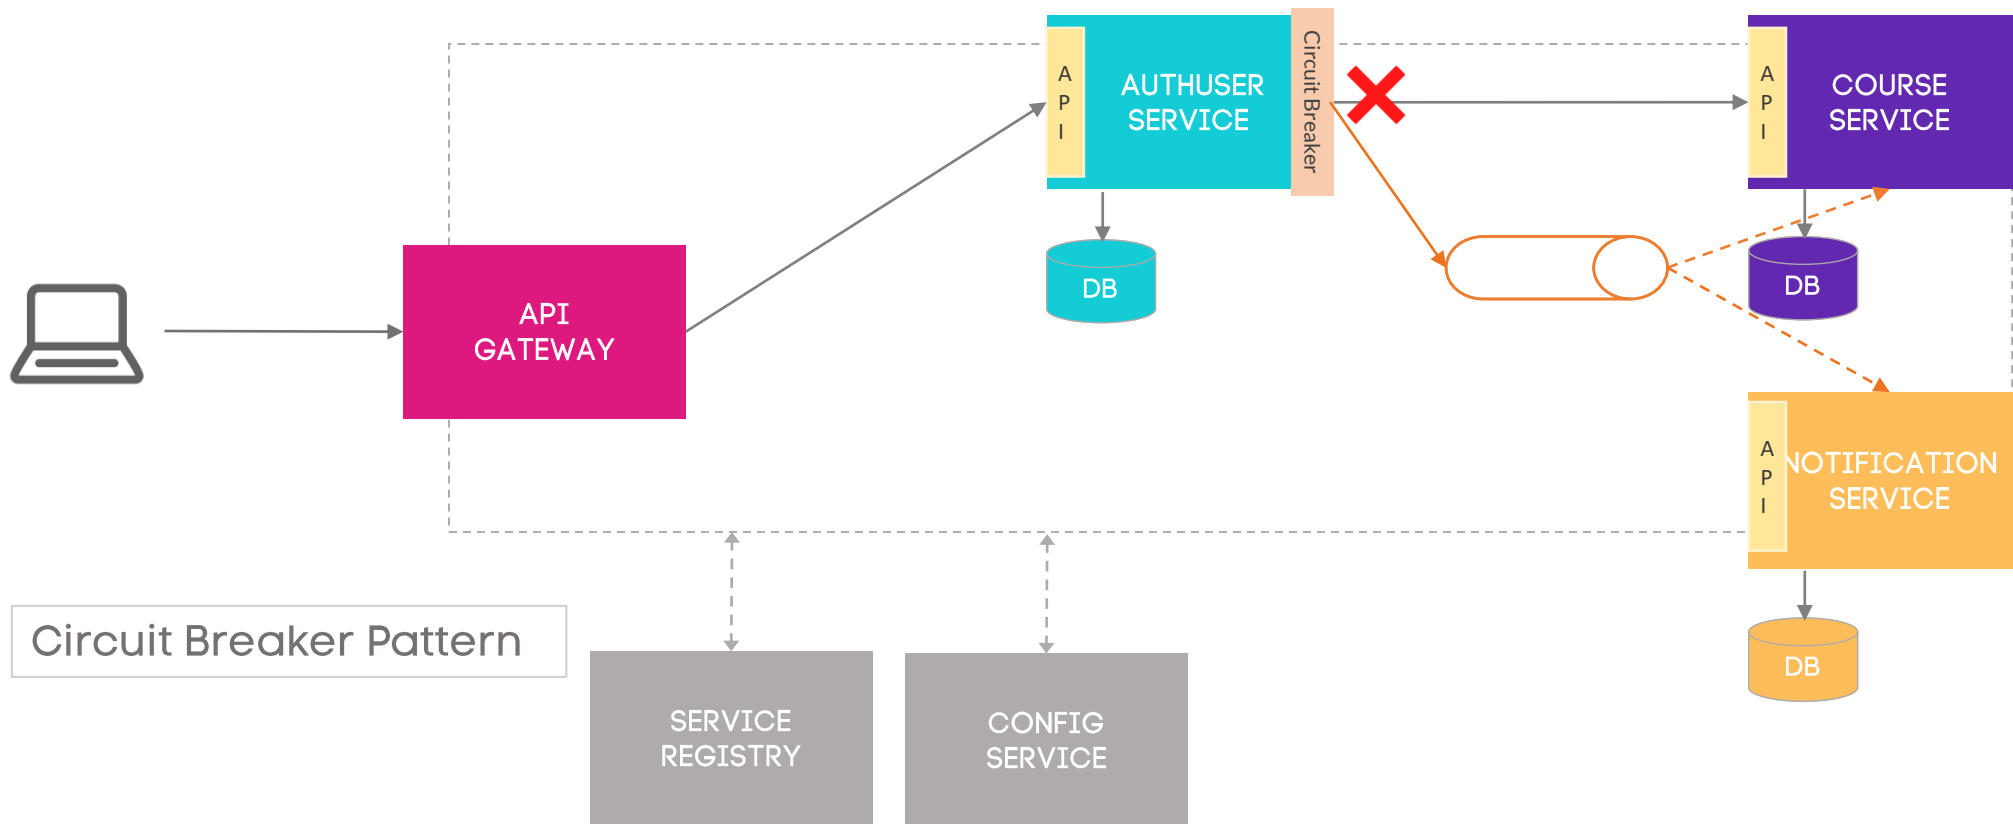 A
P
I
AUTHUSER
SERVICE
Circuit Breaker
A
P
I
COURSE
SERVICE
DB
DB
API
GATEWAY
A
P
I
NOTIFICATION
SERVICE
DB
Circuit Breaker Pattern
SERVICE
REGISTRY
CONFIG
SERVICE